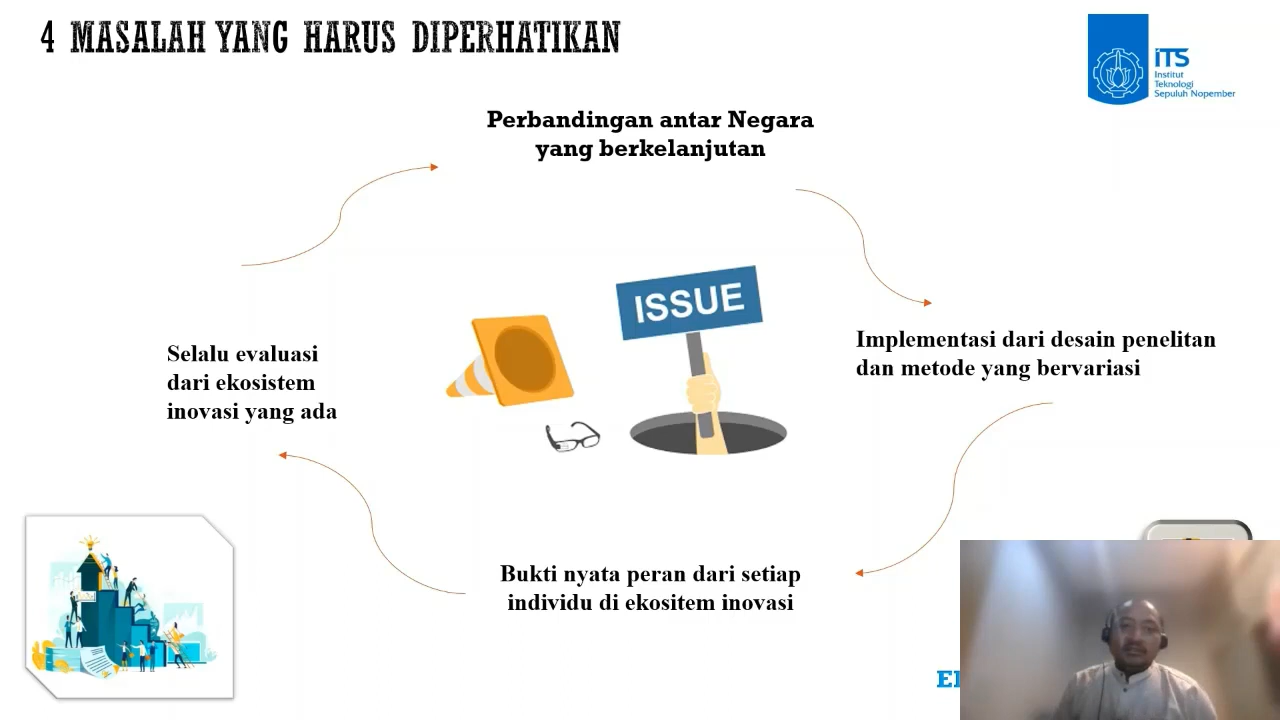 4 MASALAH YANG HARUS DIPERHATIKAN
iTS
Institut
Teknologi
Sepuluh Nopember
Perbandingan antar Negara
yang berkelanjutan
ISSUE
Implementasi dari desain penelitan
dan metode yang bervariasi
Selalu evaluasi
dari ekosistem
inovasi yang ada
Bukti nyata peran dari setiap
individu di ekositem inovasi